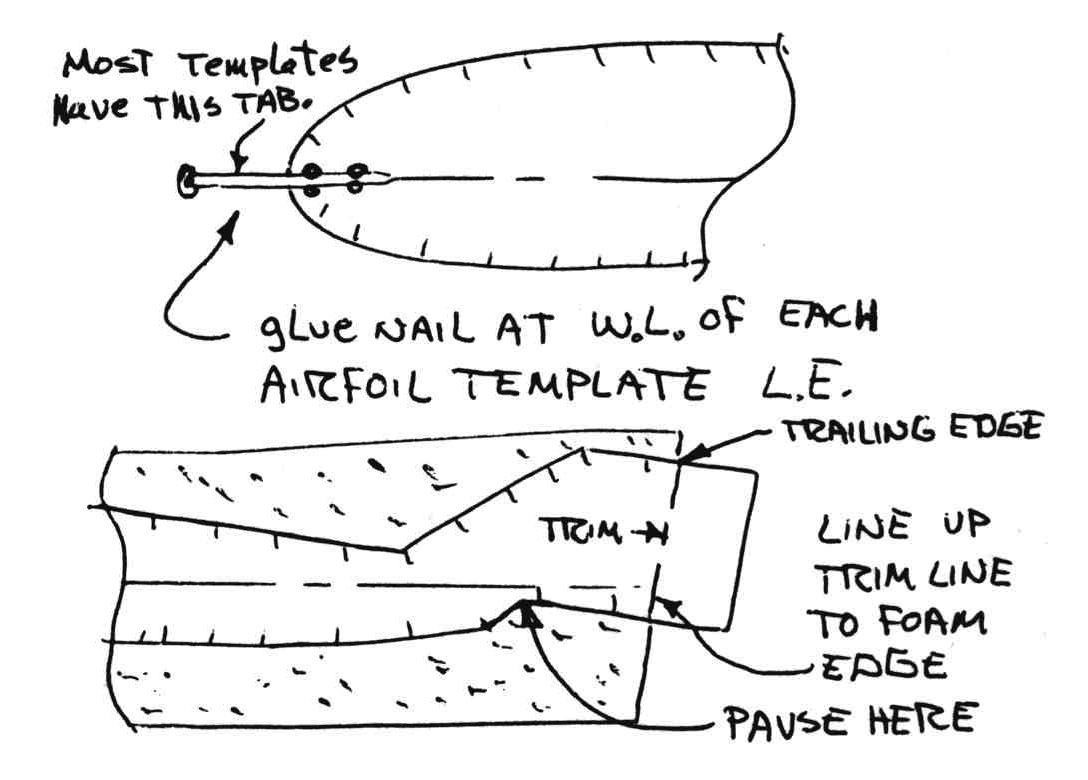 Most Templates
Have THIS TAB.
gLue NAIL AT W.L. OF EACH
AIRFOIL TEMPLATE L.E.
TRAILING EDGE
TRIM
LINE UP
TRIM LINE
TO FOAM
EDGE
PAUSE HERE